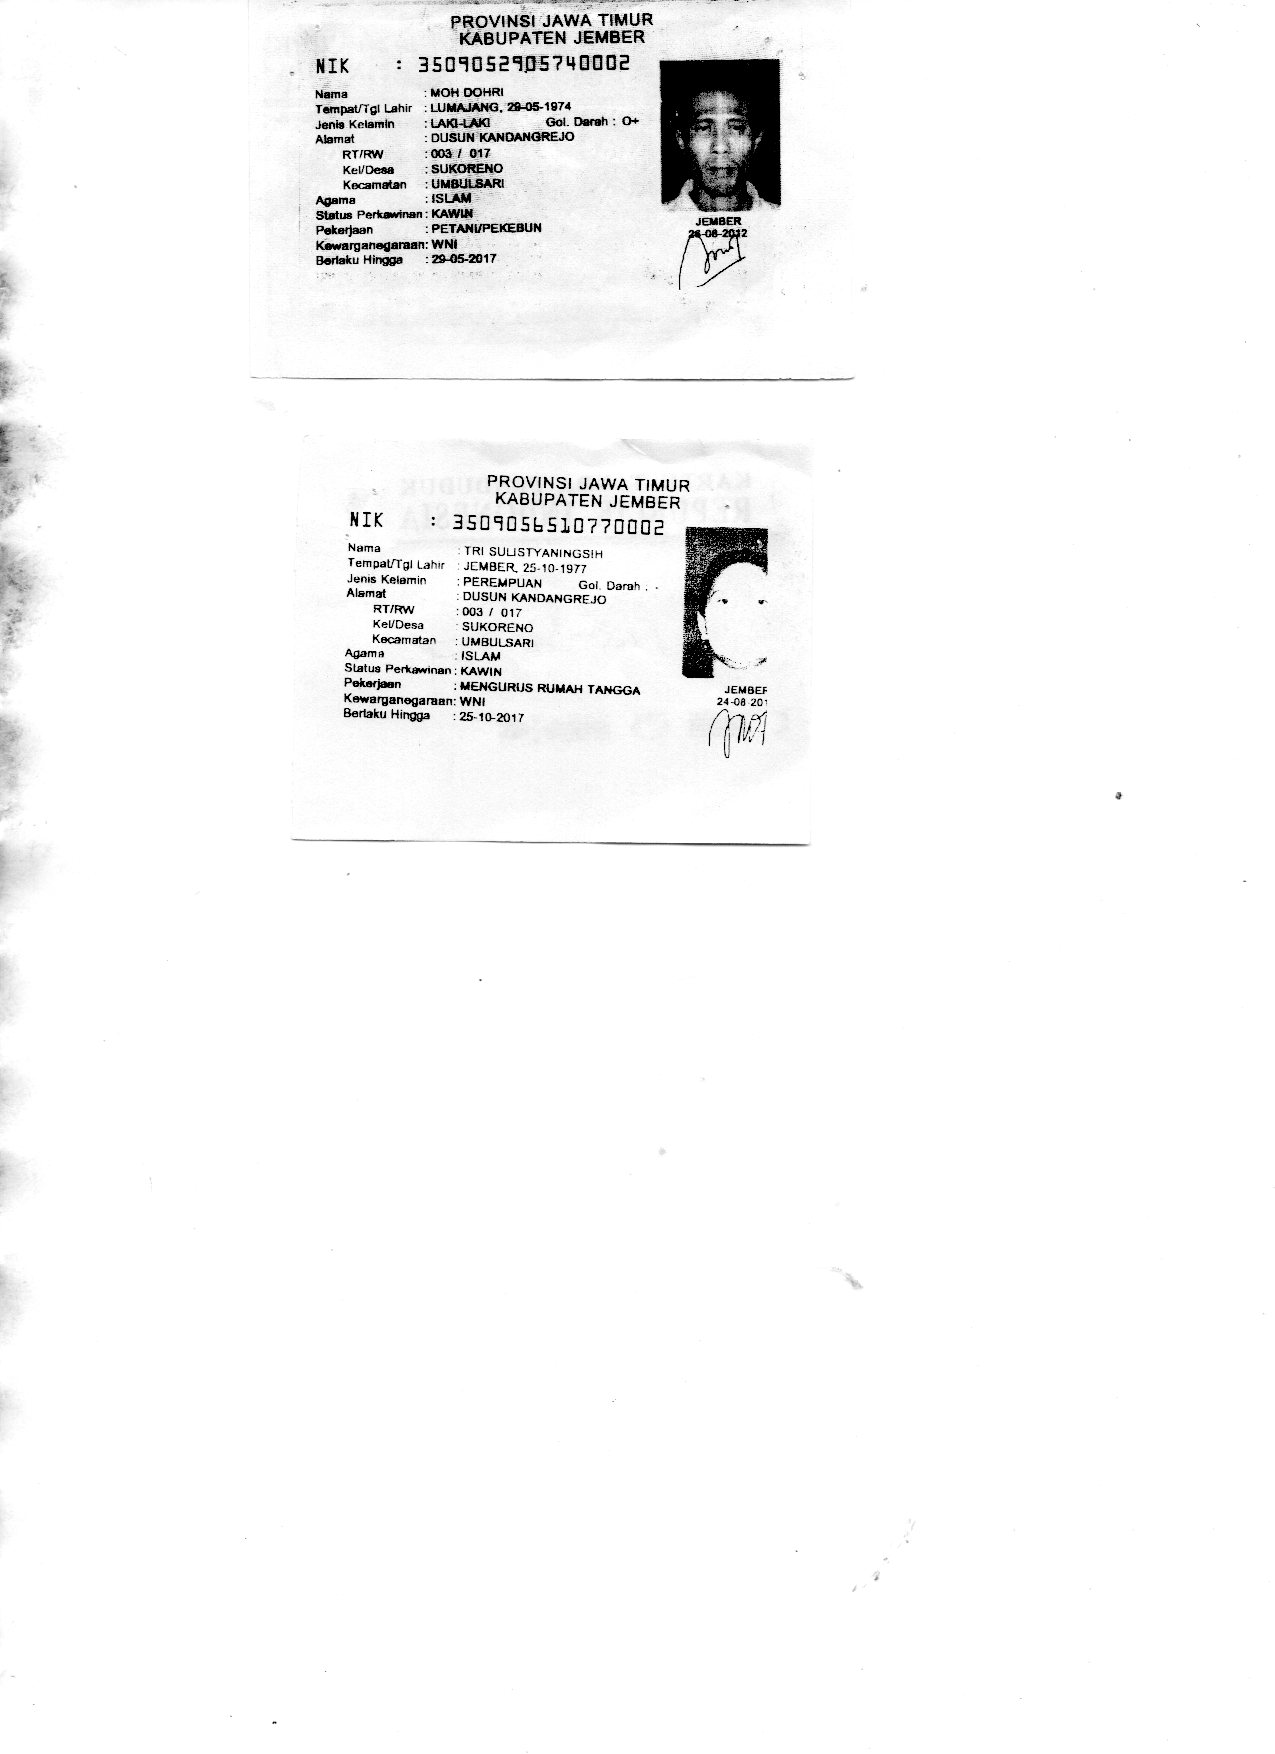 PROVINSI JAWA TIMUR
KABUPATEN JEMBER
NIK : 3509052905740002
Nama : MOH DOHRI
Tempat/Tgl Lahir : LUMAJANG, 29-05-1974
Jenis Kelamin : LAKI-LAKI Gol. Darah : O+
Alamat : DUSUN KANDANGREJO
RT/RW : 003 / 017
Kel/Desa : SUKORENO
Kecamatan : UMBULSARI
Agama : ISLAM
Status Perkawinan : KAWIN
Pekerjaan : PETANI/PEKEBUN
Kewarganegaraan: WNI
Berlaku Hingga : 29-05-2017
JEMBER
PROVINSI JAWA TIMUR
KABUPATEN JEMBER
NIK : 3509056510770002
Nama : TRI SULISTYANINGSIH
Tempat/Tgl Lahir : JEMBER, 25-10-1977
Jenis Kelamin : PEREMPUAN Gol. Darah : -
Alamat : DUSUN KANDANGREJO
RT/RW : 003 / 017
Kel/Desa : SUKORENO
Kecamatan : UMBULSARI
Agama : ISLAM
Status Perkawinan : KAWIN
Pekerjaan : MENGURUS RUMAH TANGGA
Kewarganegaraan: WNI
Berlaku Hingga : 25-10-2017
JEMBER
24-08-201